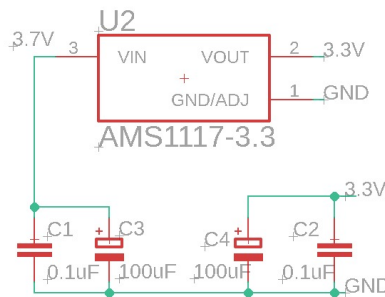 U2
3.7V 3 VIN VOUT 2 3.3V
GND/ADJ 1 GND
AMS1117-3.3
3.3V
C1 C3 C4 C2
0.1uF 100uF 100uF 0.1uF
GND